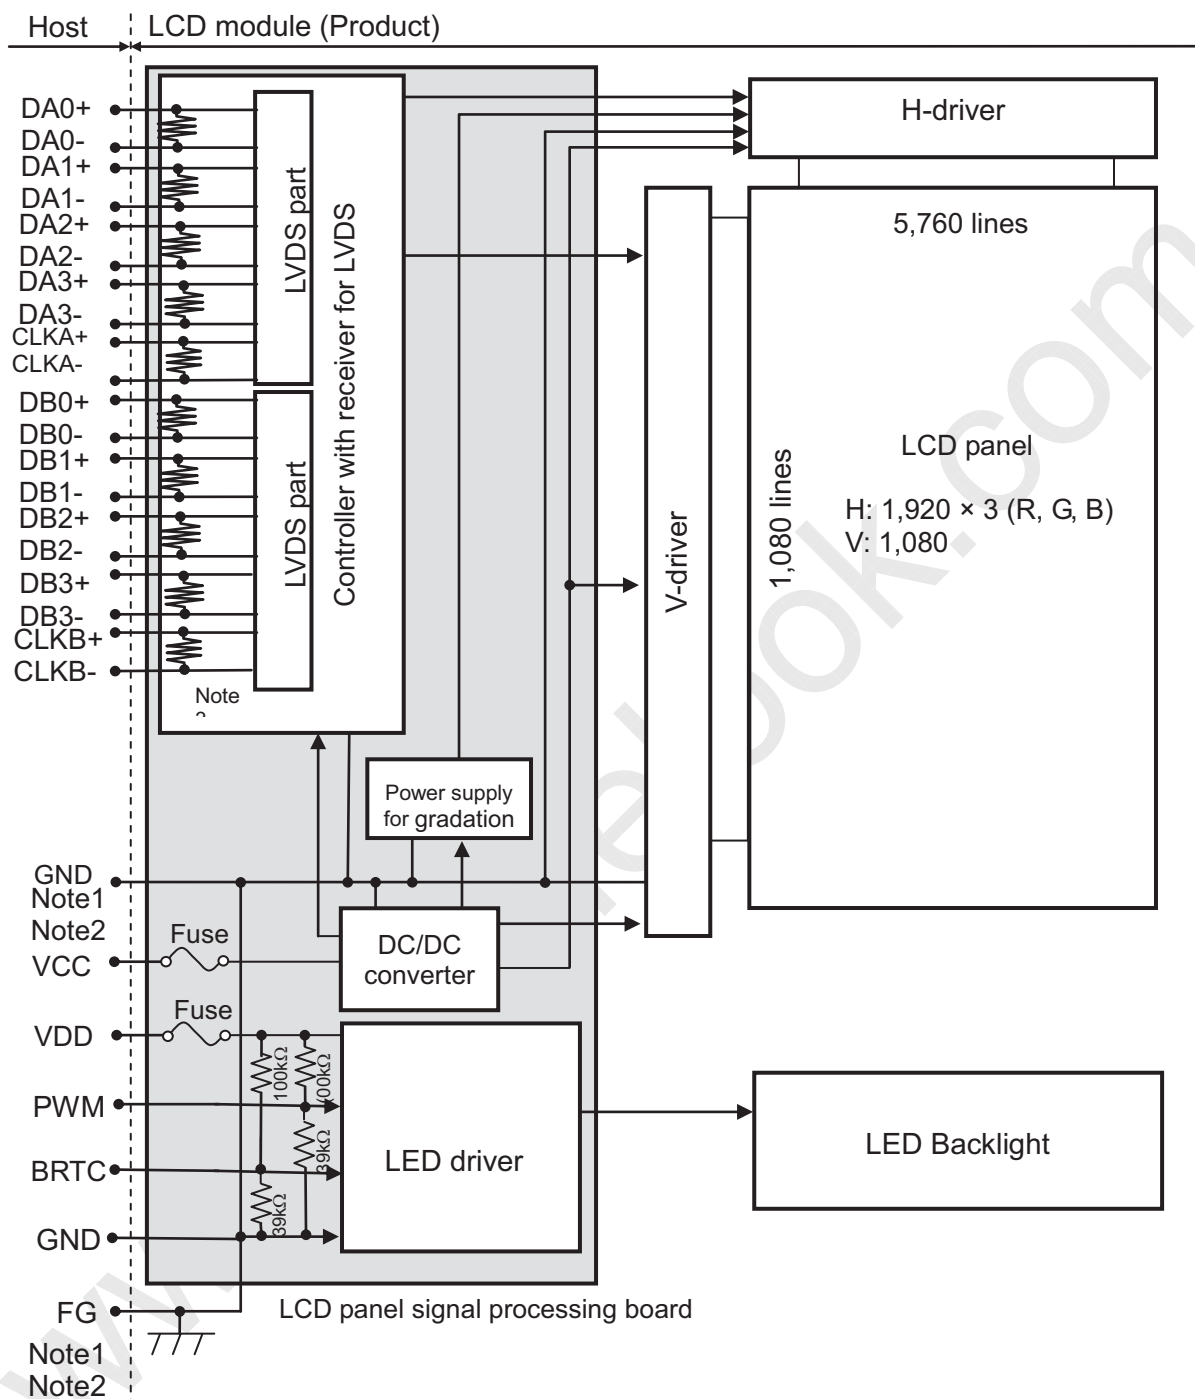 Host
LCD module (Product)
DA0+
DA0-
DA1+
DA1-
DA2+
DA2-
DA3+
DA3-
CLKA+
CLKA-
DB0+
DB0-
DB1+
DB1-
DB2+
DB2-
DB3+
DB3-
CLKB+
CLKB-
LVDS part
LVDS part
Controller with receiver for LVDS
Note
H-driver
5,760 lines
V-driver
1,080 lines
LCD panel
H: 1,920 × 3 (R, G, B)
V: 1,080
Power supply
for gradation
GND
Note1
Note2
VCC
Fuse
DC/DC
converter
VDD
Fuse
100kΩ
00kΩ
PWM
39kΩ
BRTC
39kΩ
GND
LED driver
LED Backlight
LCD panel signal processing board
FG
Note1
Note2
ook.com